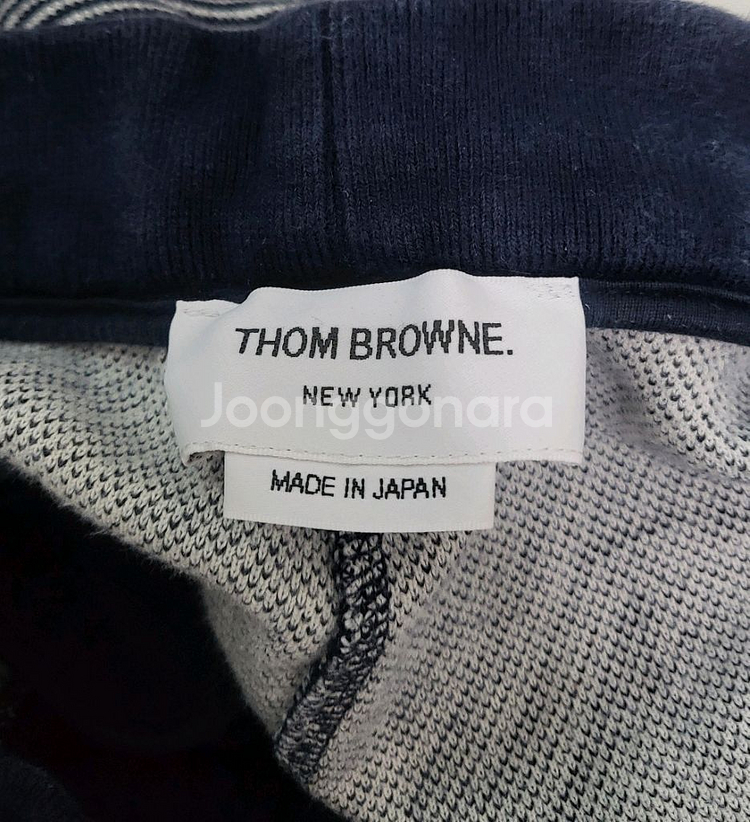 THOM BROWNE.
NEW YORK
Joonggonara
MADE IN JAPAN